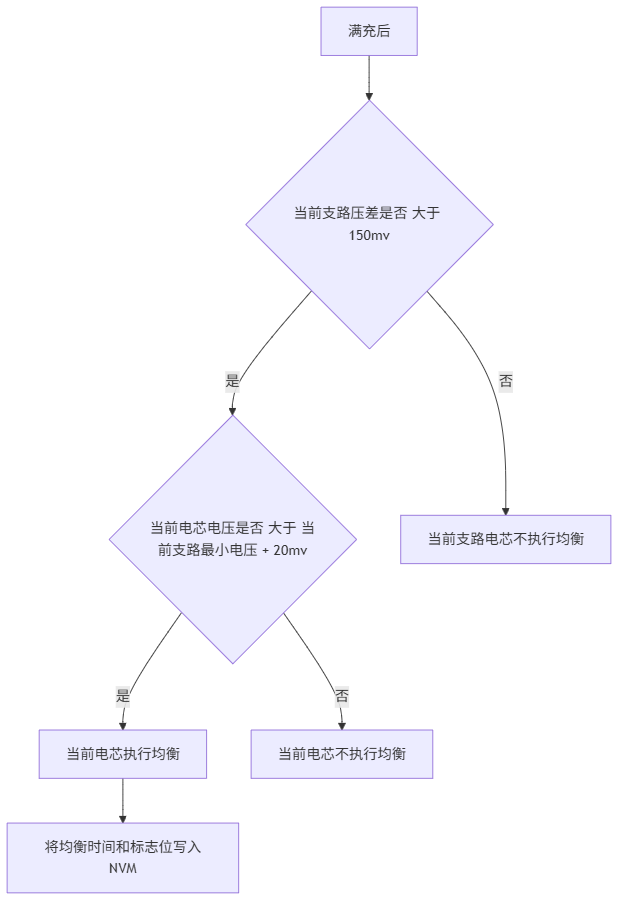 满充后
当前支路压差是否 大于
150mv
是
否
当前电芯电压是否 大于 当
前支路最小电压 + 20mv
当前支路电芯不执行均衡
是
否
当前电芯执行均衡
当前电芯不执行均衡
将均衡时间和标志位写入
NVM